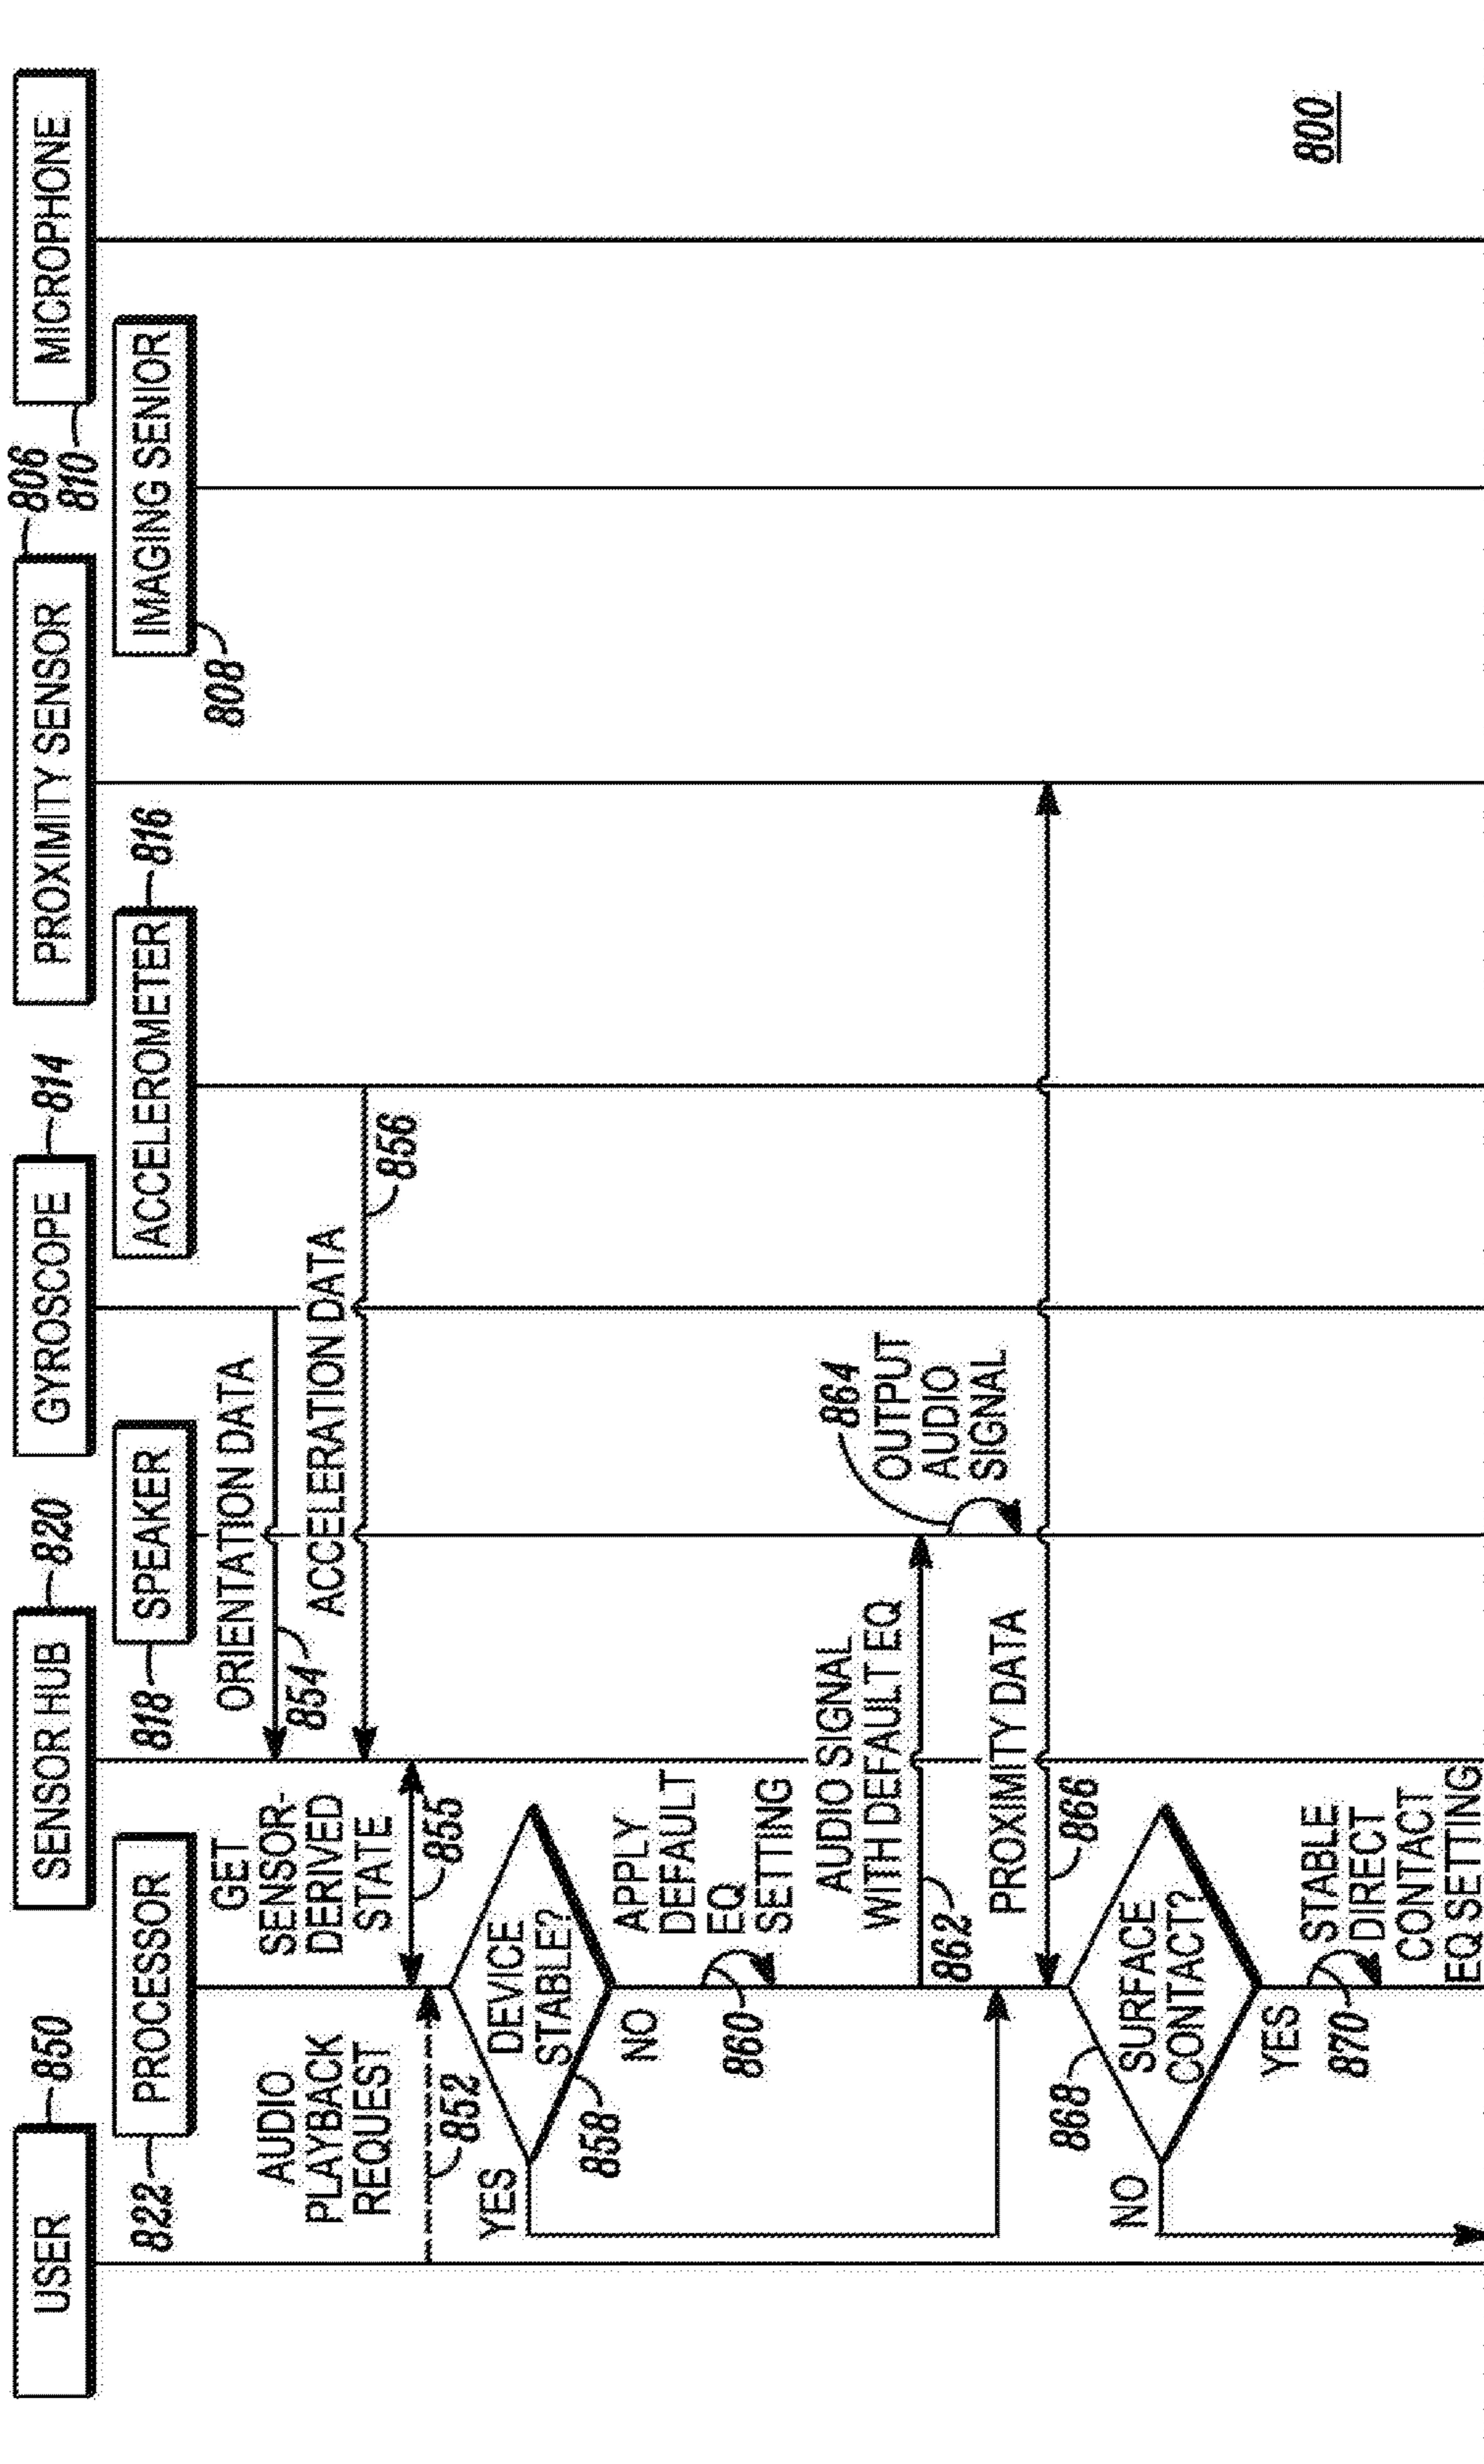 USER
850
SENSOR HUB
820
GYROSCOPE
814
PROXIMITY SENSOR
806
810
MICROPHONE
822
PROCESSOR
818
SPEAKER
ACCELEROMETER
816
808
IMAGING SENIOR
AUDIO
PLAYBACK
REQUEST
852
GET
SENSOR-
DERIVED
STATE
855
ORIENTATION DATA
854
ACCELERATION DATA
856
YES
DEVICE
STABLE?
858
NO
APPLY
DEFAULT
EQ
SETTING
860
AUDIO SIGNAL
WITH DEFAULT EQ
862
864
OUTPUT
AUDIO
SIGNAL
PROXIMITY DATA
866
868
SURFACE
CONTACT?
NO
YES
870
STABLE
DIRECT
CONTACT
EQ SETTING
800